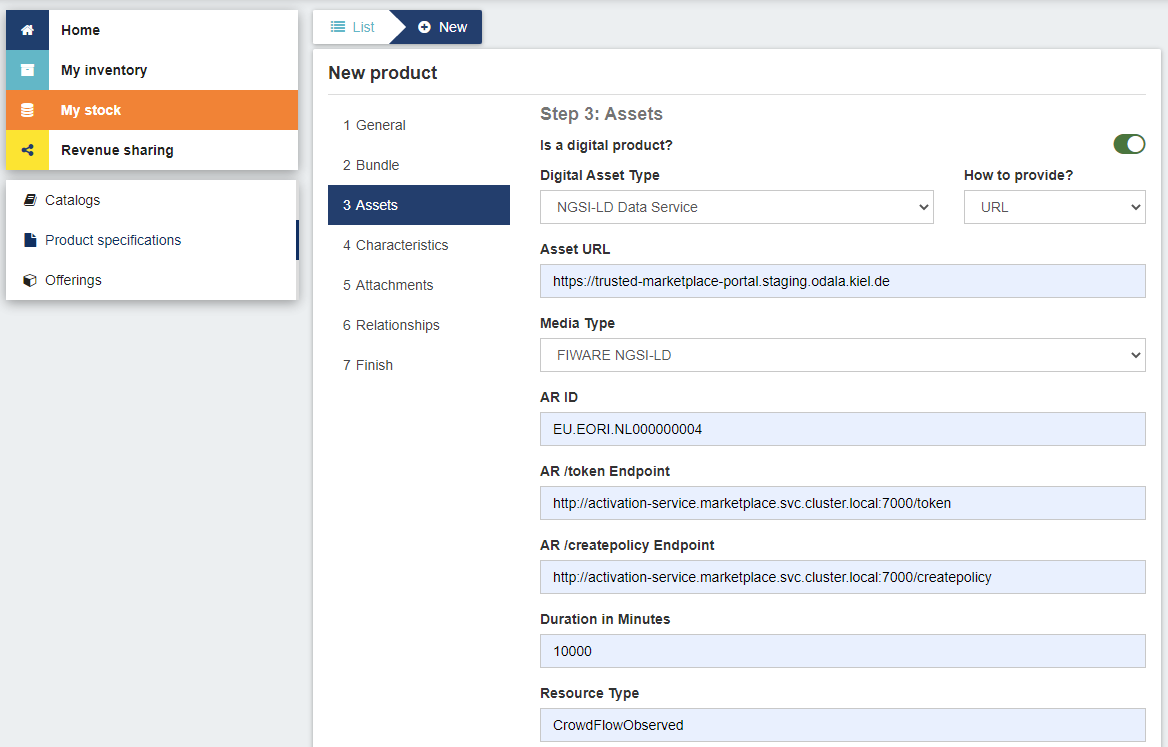 Home
My inventory
My stock
Revenue sharing
Catalogs
Product specifications
Offerings
List
New
New product
1 General
2 Bundle
3 Assets
4 Characteristics
5 Attachments
6 Relationships
7 Finish
Step 3: Assets
Is a digital product?
Digital Asset Type
How to provide?
NGSI-LD Data Service
URL
Asset URL
https://trusted-marketplace-portal.staging.odala.kiel.de
Media Type
FIWARE NGSI-LD
AR ID
EU.EORI.NL000000004
AR /token Endpoint
http://activation-service.marketplace.svc.cluster.local:7000/token
AR /createpolicy Endpoint
http://activation-service.marketplace.svc.cluster.local:7000/createpolicy
Duration in Minutes
10000
Resource Type
CrowdFlowObserved